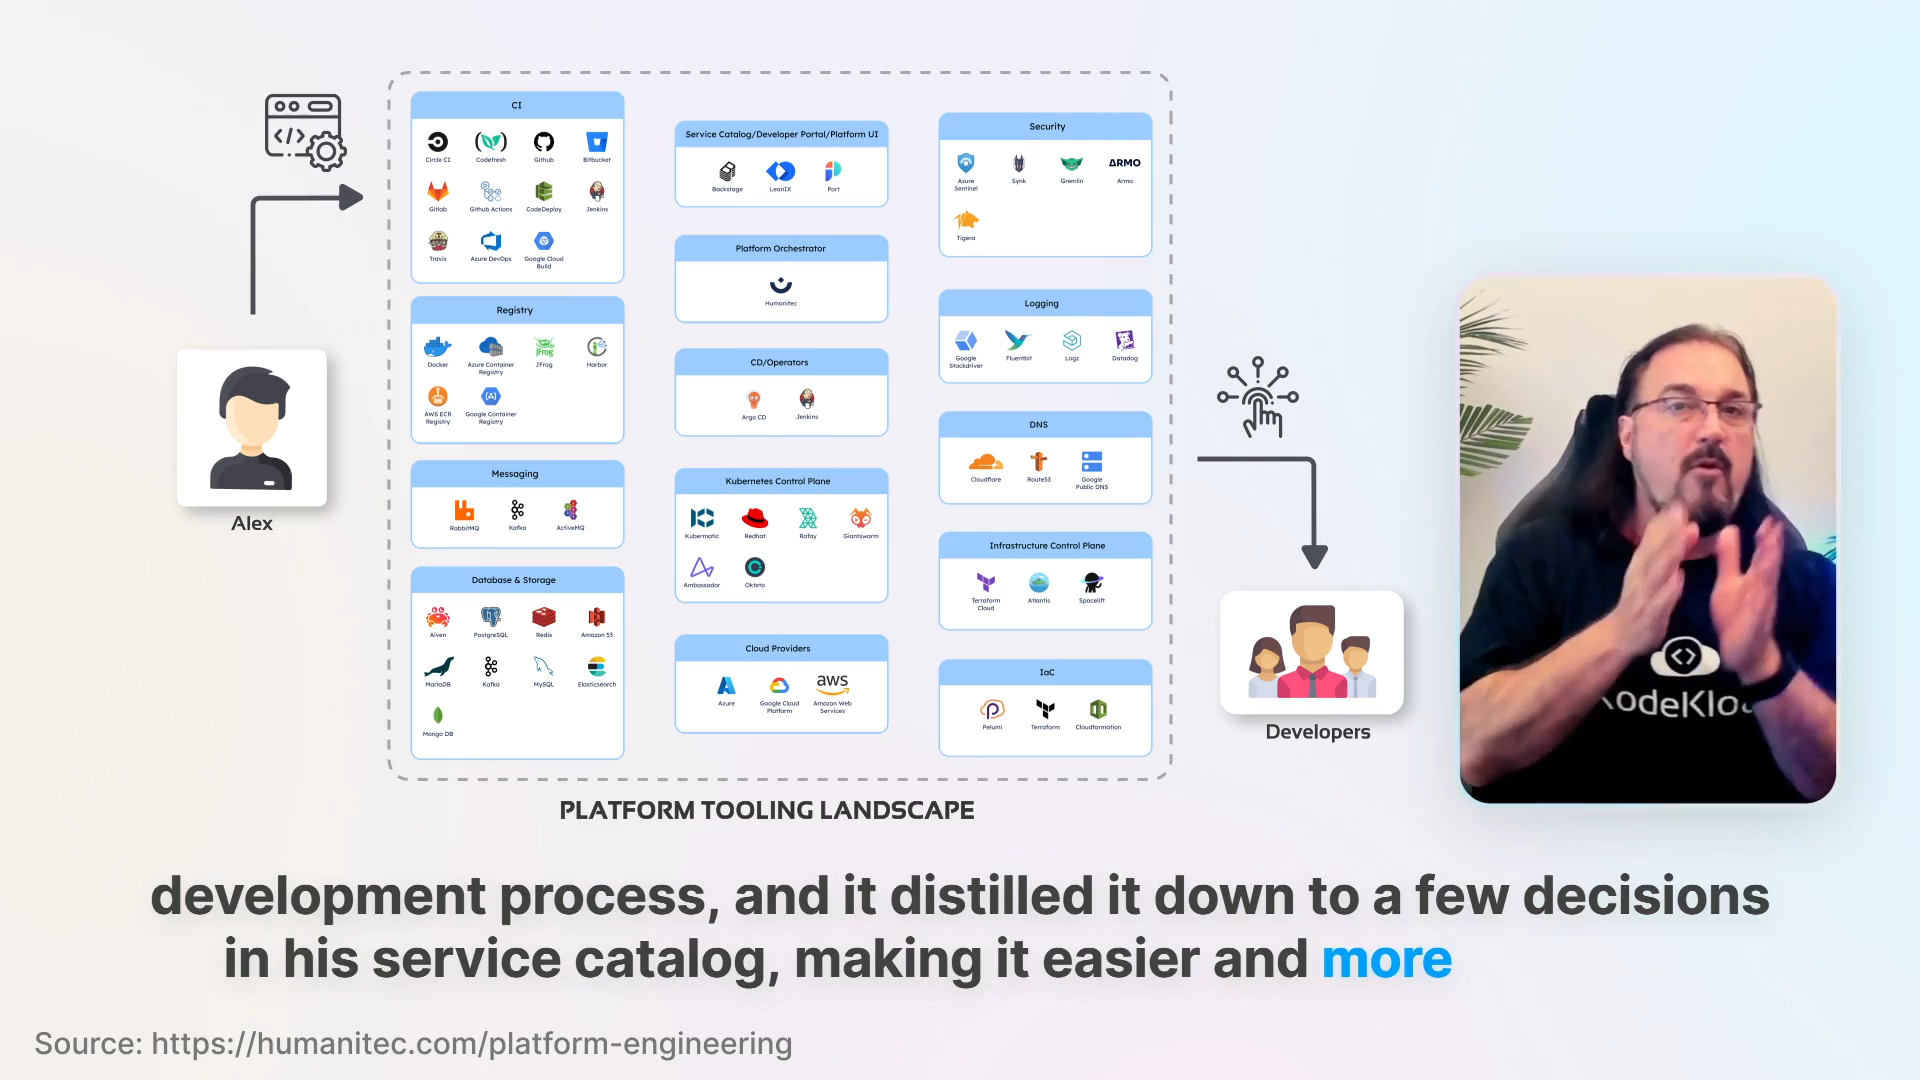 CI
Circle CI
Codefresh
Github
Bitbucket
Gitlab
Github Actions
CodeDeploy
Jenkins
Travis
Azure DevOps
Google Cloud
Build
Registry
Docker
Azure Container
Registry
JFrog
JFrog
Harbor
AWS ECR
Registry
Google Container
Registry
Messaging
RabbitMQ
Kafka
ActiveMQ
Database & Storage
Aiven
PostgreSQL
Redis
Amazon S3
MariaDB
Kafka
MySQL
Elasticsearch
Mongo DB
Service Catalog/Developer Portal/Platform UI
Backstage
LeanIX
Port
Platform Orchestrator
Humanitec
CD/Operators
Argo CD
Jenkins
Kubernetes Control Plane
Kubermatic
Redhat
Rafay
Giantswarm
Ambassador
Okteto
Cloud Providers
Azure
Google Cloud
Platform
aws
Amazon Web
Services
Security
Azure
Sentinel
Synk
Gremlin
ARMO
Armo
Tigera
Logging
Google
Stackdriver
Fluentbit
Logz
Datadog
DNS
Cloudflare
Route53
Google
Public DNS
Infrastructure Control Plane
Terraform
Cloud
Atlantis
Spacelift
IaC
Pelumi
Terraform
Cloudformation
PLATFORM TOOLING LANDSCAPE
Alex
Developers
odeKlo
development process, and it distilled it down to a few decisions
in his service catalog, making it easier and more
Source: https://humanitec.com/platform-engineering